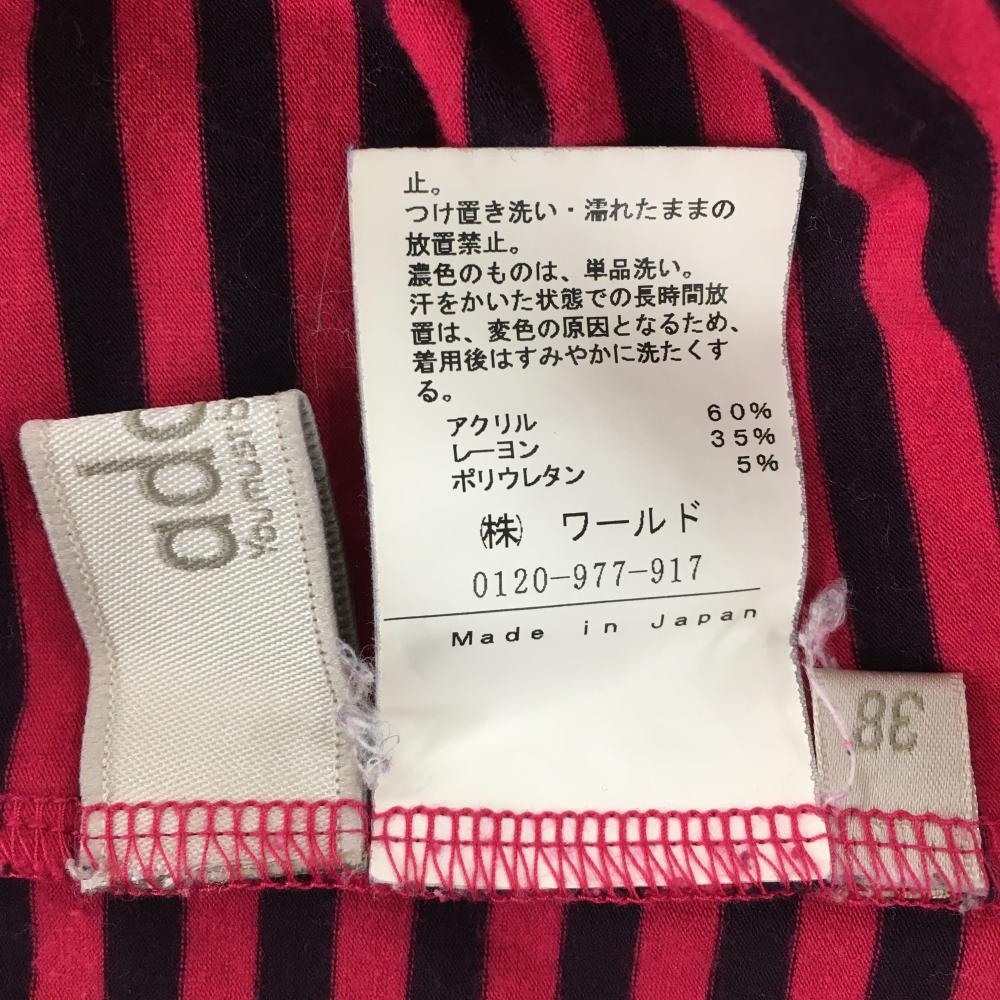 止。
つけ置き洗い・濡れたままの
放置禁止。
濃色のものは、単品洗い。
汗をかいた状態での長時間放
置は、変色の原因となるため、
着用後はすみやかに洗たくす
る。
アクリル 60%
レーヨン 35%
ポリウレタン 5%
㈱ ワールド
0120-977-917
Made in Japan
38